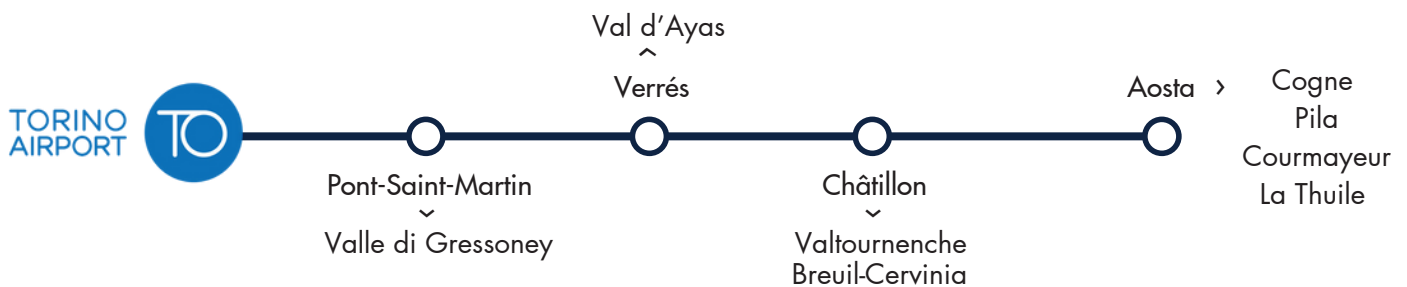 TORINO
AIRPORT
TO
Pont-Saint-Martin
Valle di Gressoney
Val d’Ayas
Verrés
Châtillon
Valtournenche
Breuil-Cervinia
Aosta
Cogne
Pila
Courmayeur
La Thuile